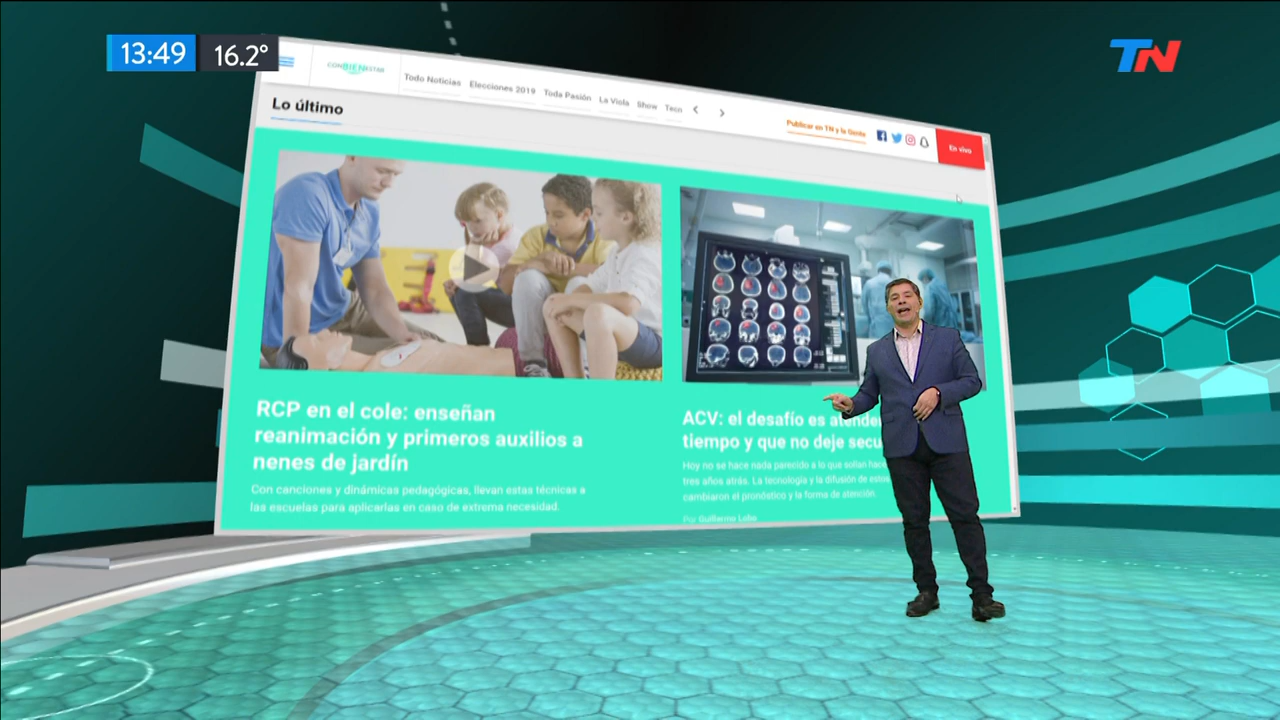 13:49
16.2°
TN
CONBIENESTAR
Todo Noticias
Elecciones 2019
Toda Pasión
La Viola
Show
Tecn
Publicar en TN y la Gente
En vivo
Lo último
RCP en el cole: enseñan
reanimación y primeros auxilios a
nenes de jardín
Con canciones y dinámicas pedagógicas, llevan estas técnicas a
las escuelas para aplicarlas en caso de extrema necesidad.
ACV: el desafío es atende
tiempo y que no deje secu
Hoy no se hace nada parecido a lo que solían hace
tres años atrás. La tecnología y la difusión de estos
cambiaron el pronóstico y la forma de atención.
Por Guillermo Lobo